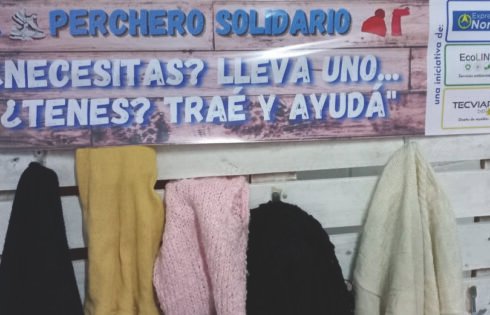 PERCHERO SOLIDARIO
¿NECESITAS? LLEVA UNO...
¿TENES? TRAÉ Y AYUDÁ"
una iniciativa de:
EcoLIN
TECVIA